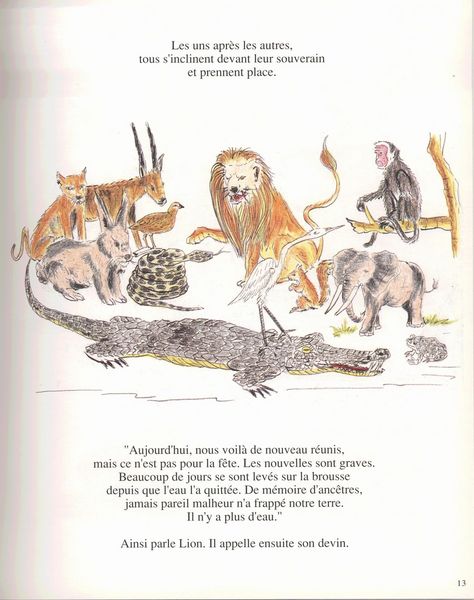 Les uns après les autres,
tous s'inclinent devant leur souverain
et prennent place.
"Aujourd'hui, nous voilà de nouveau réunis,
mais ce n'est pas pour la fête. Les nouvelles sont graves.
Beaucoup de jours se sont levés sur la brousse
depuis que l'eau l'a quittée. De mémoire d'ancêtres,
jamais pareil malheur n'a frappé notre terre.
Il n'y a plus d'eau."
Ainsi parle Lion. Il appelle ensuite son devin.
13